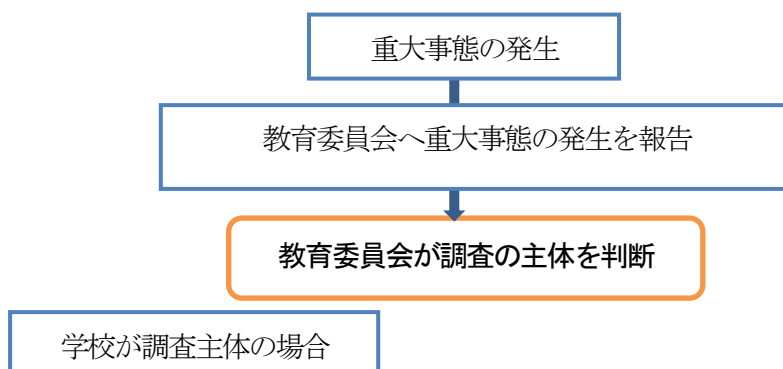 重大事態の発生
教育委員会へ重大事態の発生を報告
教育委員会が調査の主体を判断
学校が調査主体の場合